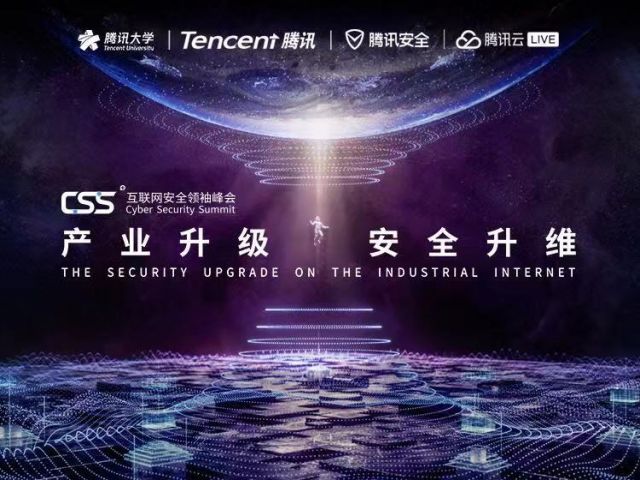 腾讯大学 Tencent 腾讯 腾讯安全 腾讯云 LIVE
Tencent University
CSS 互联网安全领袖峰会
Cyber Security Summit
产业升级 安全升维
THE SECURITY UPGRADE ON THE INDUSTRIAL INTERNET